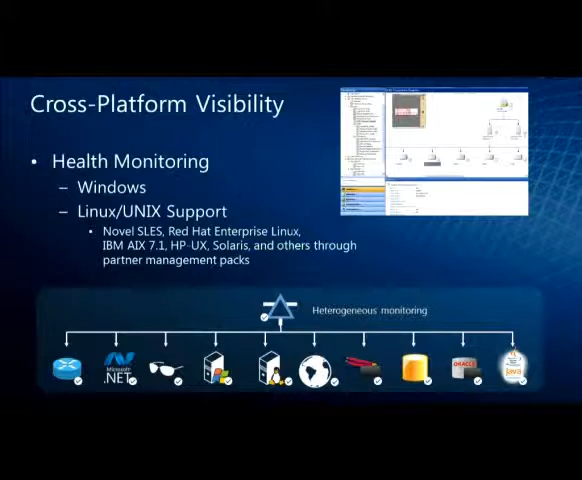 Cross-Platform Visibility
• Health Monitoring
– Windows
– Linux/UNIX Support
• Novel SLES, Red Hat Enterprise Linux,
IBM AIX 7.1, HP-UX, Solaris, and others through
partner management packs
Heterogeneous monitoring
Microsoft
.NET
ORACLE
Java